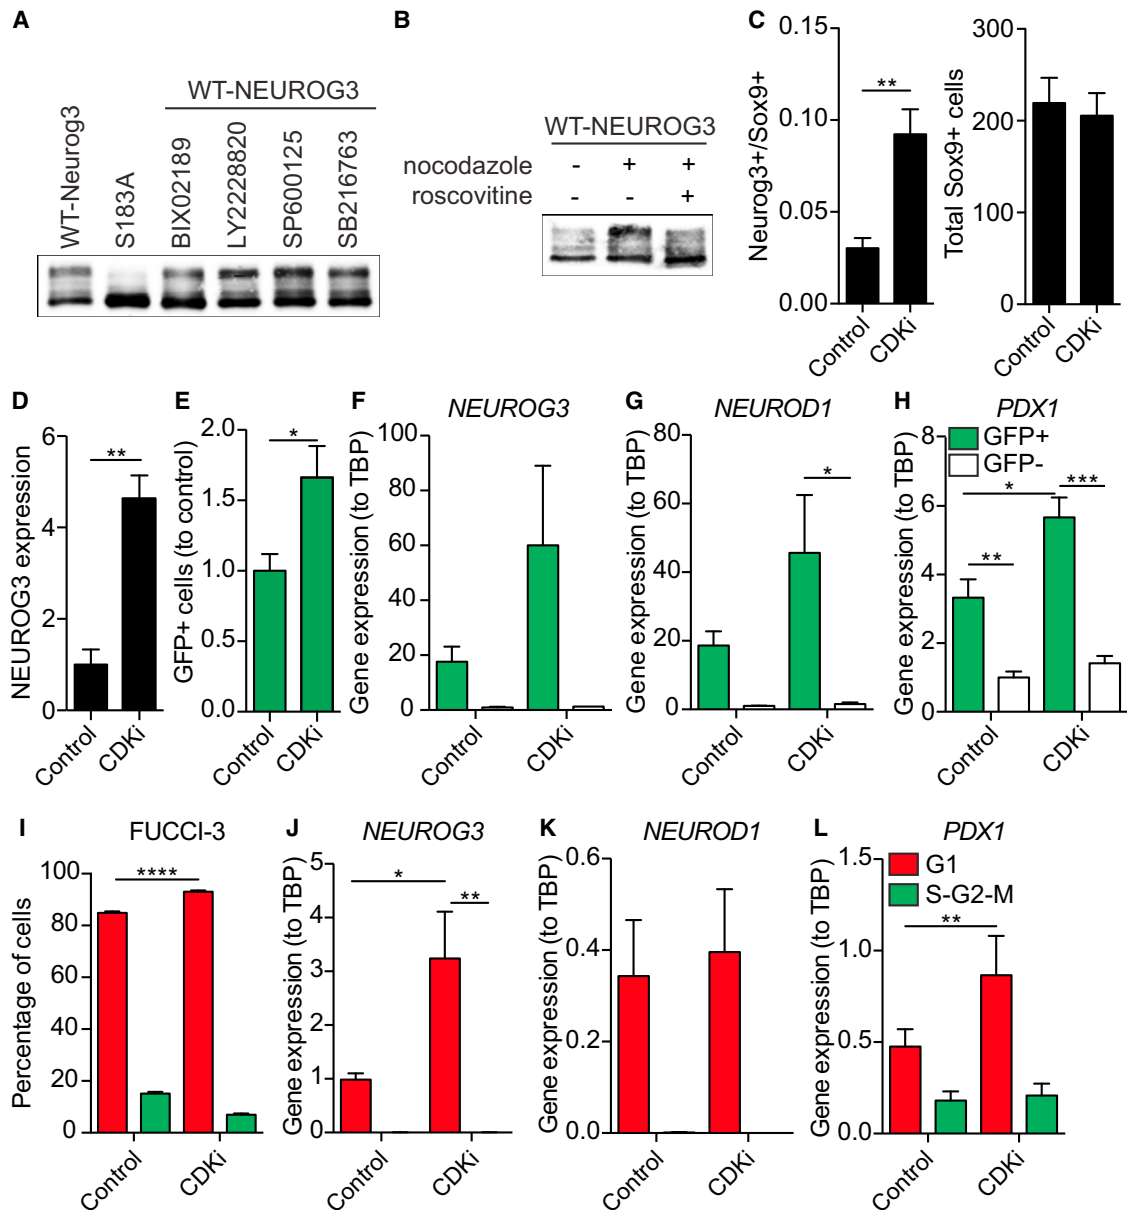 A
WT-Neurog3
S183A
WT-NEUROG3
BIX02189
LY2228820
SP600125
SB216763
B
WT-NEUROG3
nocodazole - + +
roscovitine - - +
C
Neurog3+/Sox9+
0.15
0.10
0.05
0.00
**
Control
CDKi
Total Sox9+ cells
300
200
100
0
Control
CDKi
D
NEUROG3 expression
6
4
2
0
**
Control
CDKi
E
GFP+ cells (to control)
2.0
1.5
1.0
0.5
0.0
*
Control
CDKi
F
NEUROG3
Gene expression (to TBP)
100
80
60
40
20
0
Control
CDKi
G
NEUROD1
Gene expression (to TBP)
80
60
40
20
0
*
Control
CDKi
H
PDX1
GFP+
GFP-
Gene expression (to TBP)
8
6
4
2
0
*
***
**
Control
CDKi
I
FUCCI-3
Percentage of cells
100
80
60
40
20
0
****
Control
CDKi
J
NEUROG3
Gene expression (to TBP)
5
4
3
2
1
0
*
**
Control
CDKi
K
NEUROD1
Gene expression (to TBP)
0.6
0.4
0.2
0.0
Control
CDKi
L
PDX1
G1
S-G2-M
Gene expression (to TBP)
1.5
1.0
0.5
0.0
**
Control
CDKi